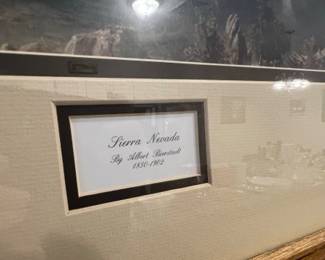 Sierra Nevada
By Albert Bierstadt
1830-1902